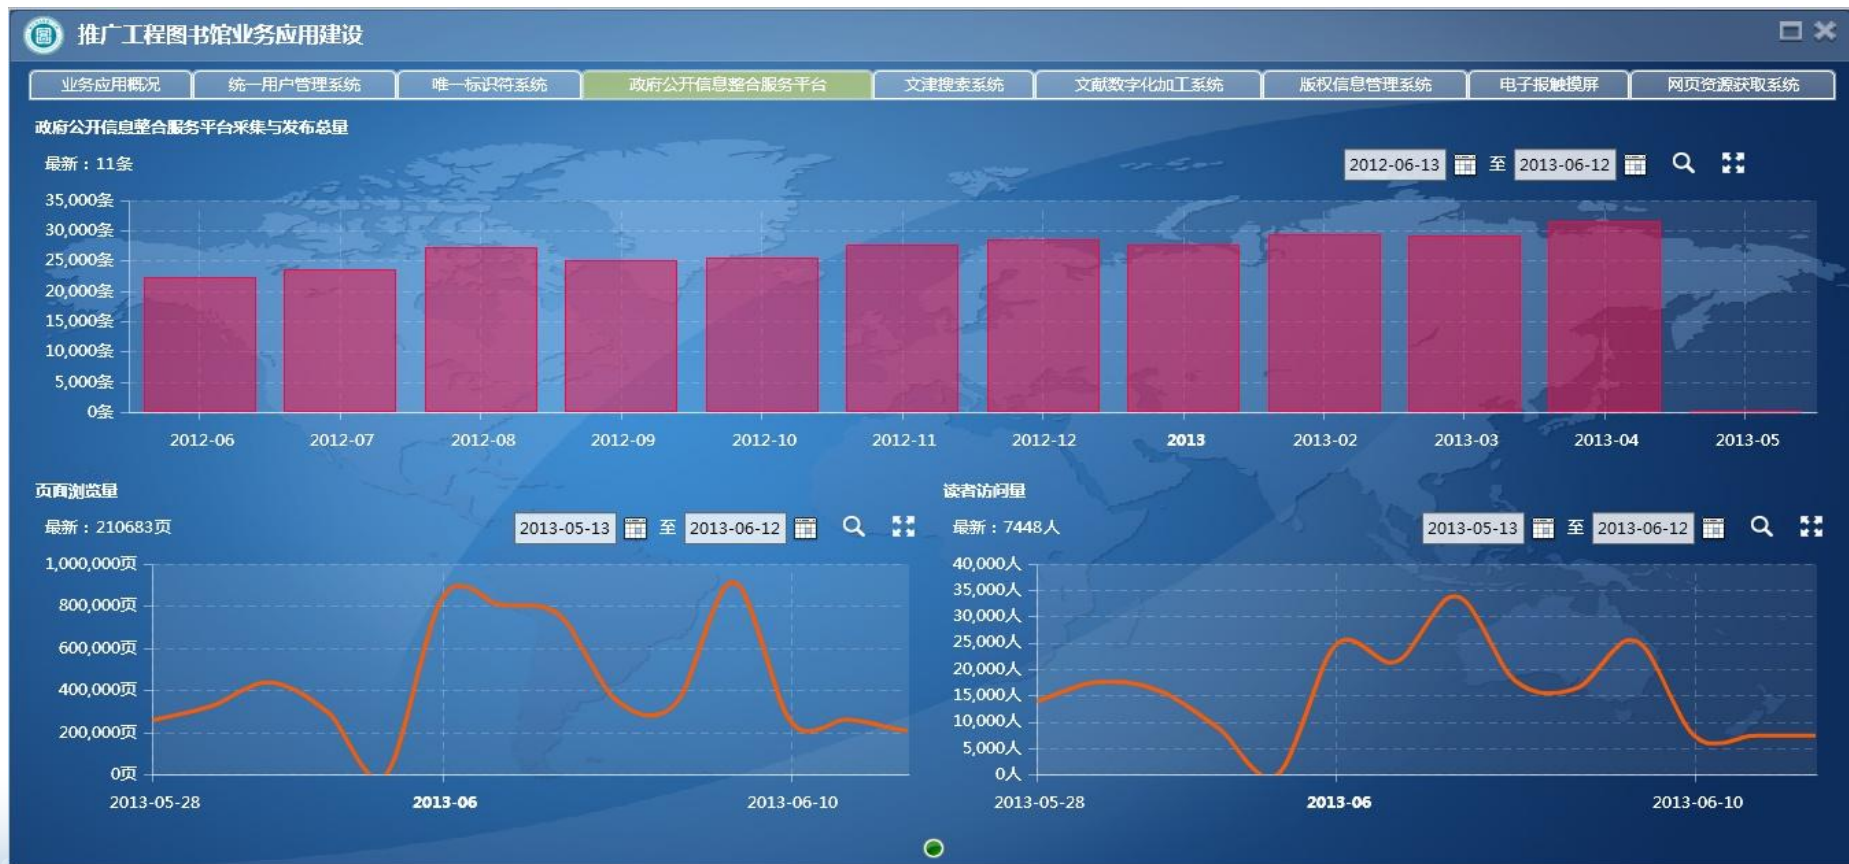 推广工程图书馆业务应用建设
业务应用概况 统一用户管理系统 唯一标识符系统 政府公开信息整合服务平台 文津搜索系统 文献数字化加工系统 版权信息管理系统 电子报触摸屏 网页资源获取系统
政府公开信息整合服务平台采集与发布总量
最新：11条 2012-06-13 至 2013-06-12
35,000条
30,000条
25,000条
20,000条
15,000条
10,000条
5,000条
0条
2012-06 2012-07 2012-08 2012-09 2012-10 2012-11 2012-12 2013 2013-02 2013-03 2013-04 2013-05
页面浏览量
最新：210683页 2013-05-13 至 2013-06-12
1,000,000页
800,000页
600,000页
400,000页
200,000页
0页
2013-05-28 2013-06 2013-06-10
读者访问量
最新：7448人 2013-05-13 至 2013-06-12
40,000人
35,000人
30,000人
25,000人
20,000人
15,000人
10,000人
5,000人
0人
2013-05-28 2013-06 2013-06-10